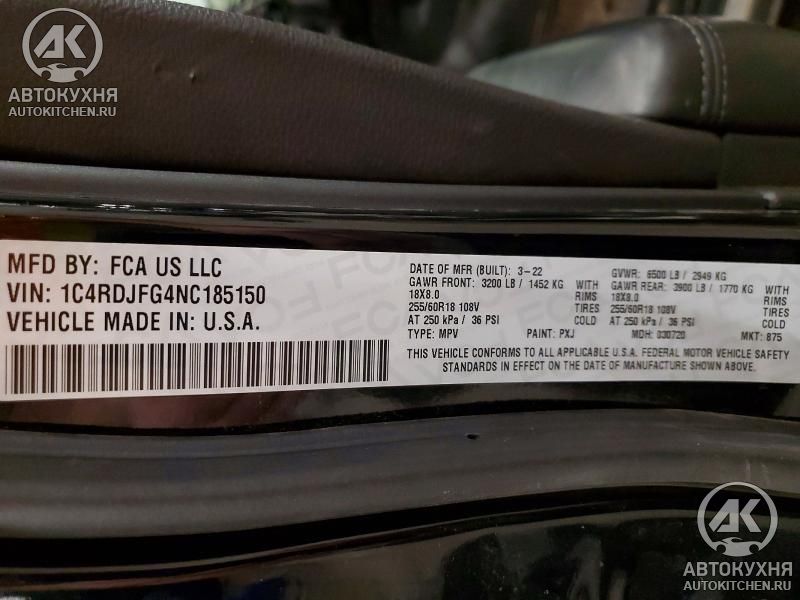 АК
АВТОКУХНЯ
AUTOKITCHEN.RU
MFD BY: FCA US LLC
VIN: 1C4RDJFG4NC185150
VEHICLE MADE IN: U.S.A.
DATE OF MFR (BUILT): 3-22 GVWR: 6500 LB / 2949 KG
GAWR FRONT: 3200 LB / 1452 KG GAWR REAR: 3900 LB / 1770 KG
18X8.0 RIMS 18X8.0 RIMS
255/60R18 108V TIRES 255/60R18 108V TIRES
AT 250 kPa / 36 PSI COLD AT 250 kPa / 36 PSI COLD
TYPE: MPV PAINT: PXJ MDH: 030720 MKT: 875
THIS VEHICLE CONFORMS TO ALL APPLICABLE U.S.A. FEDERAL MOTOR VEHICLE SAFETY
STANDARDS IN EFFECT ON THE DATE OF MANUFACTURE SHOWN ABOVE.
АК
АВТОКУХНЯ
AUTOKITCHEN.RU